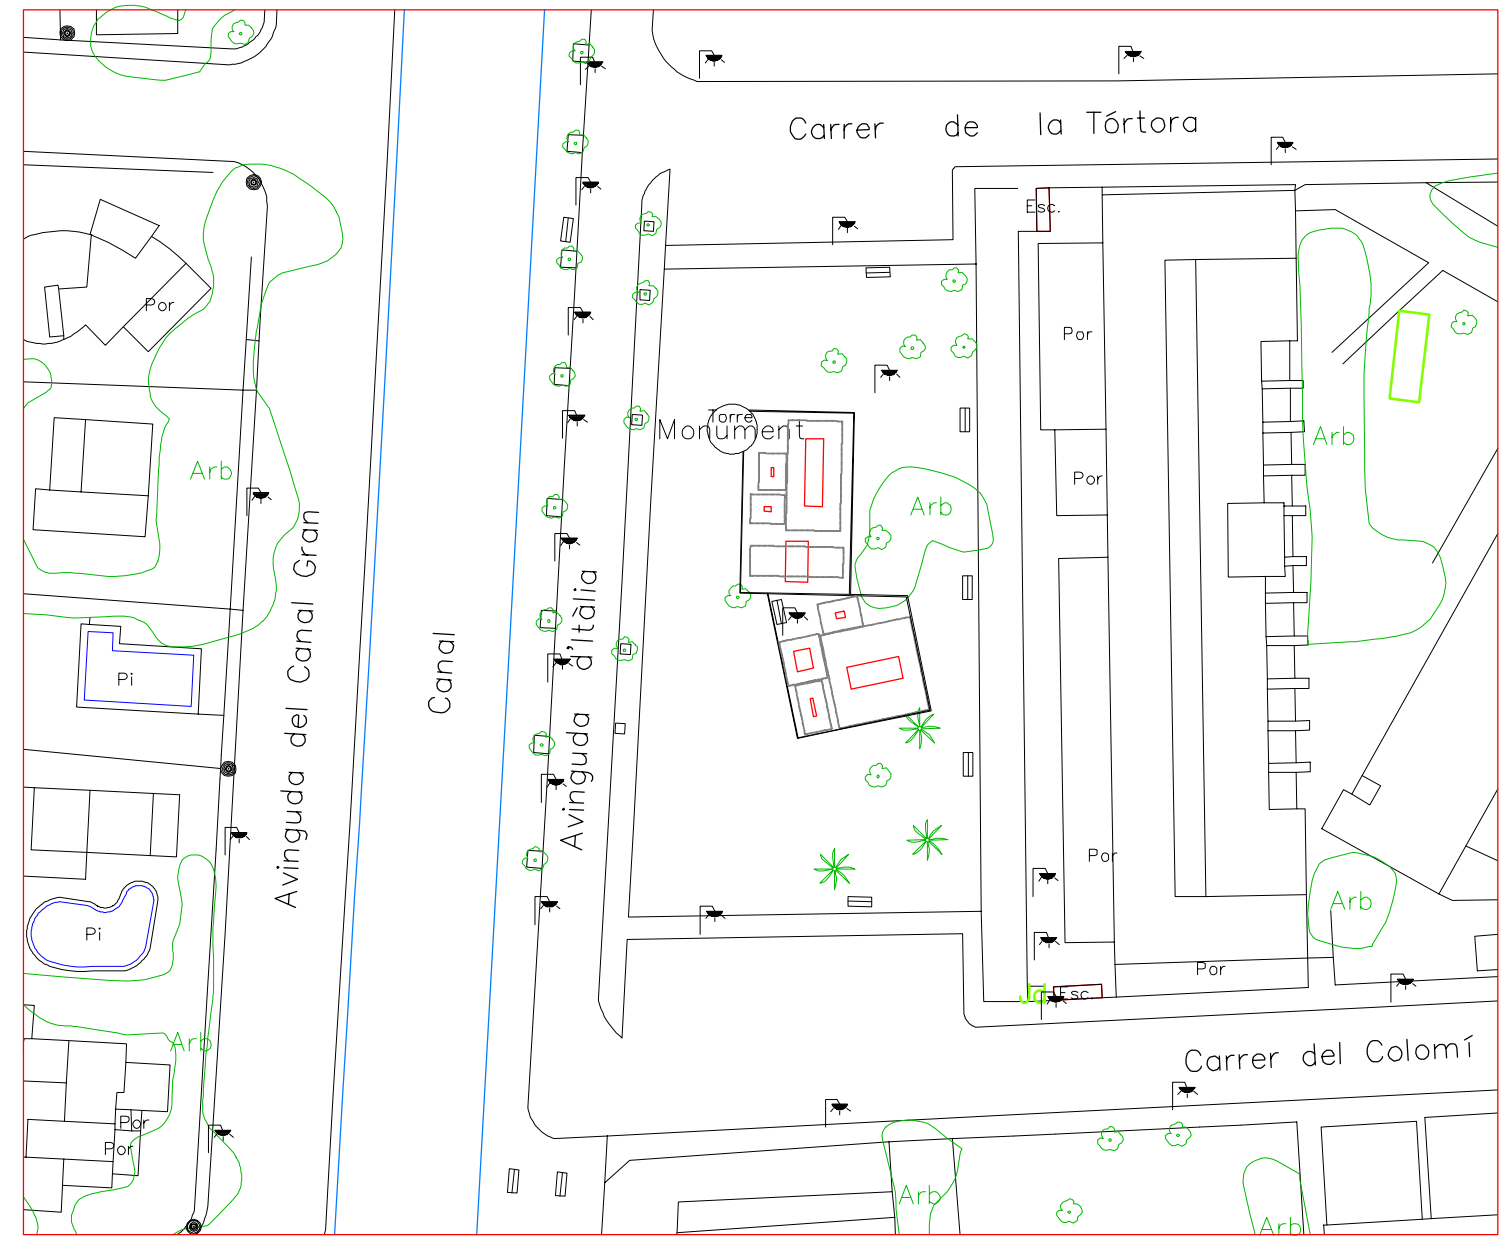 Carrer de la Tórtora
Esc.
Por
Por
Torre
Monument
Arb
Arb
Por
Arb
Avinguda del Canal Gran
Canal
Avinguda d'Itàlia
Pi
Por
Arb
Pi
Por
Jd
Esc.
Arb
Carrer del Colomí
Por
Por
Arb
Arb